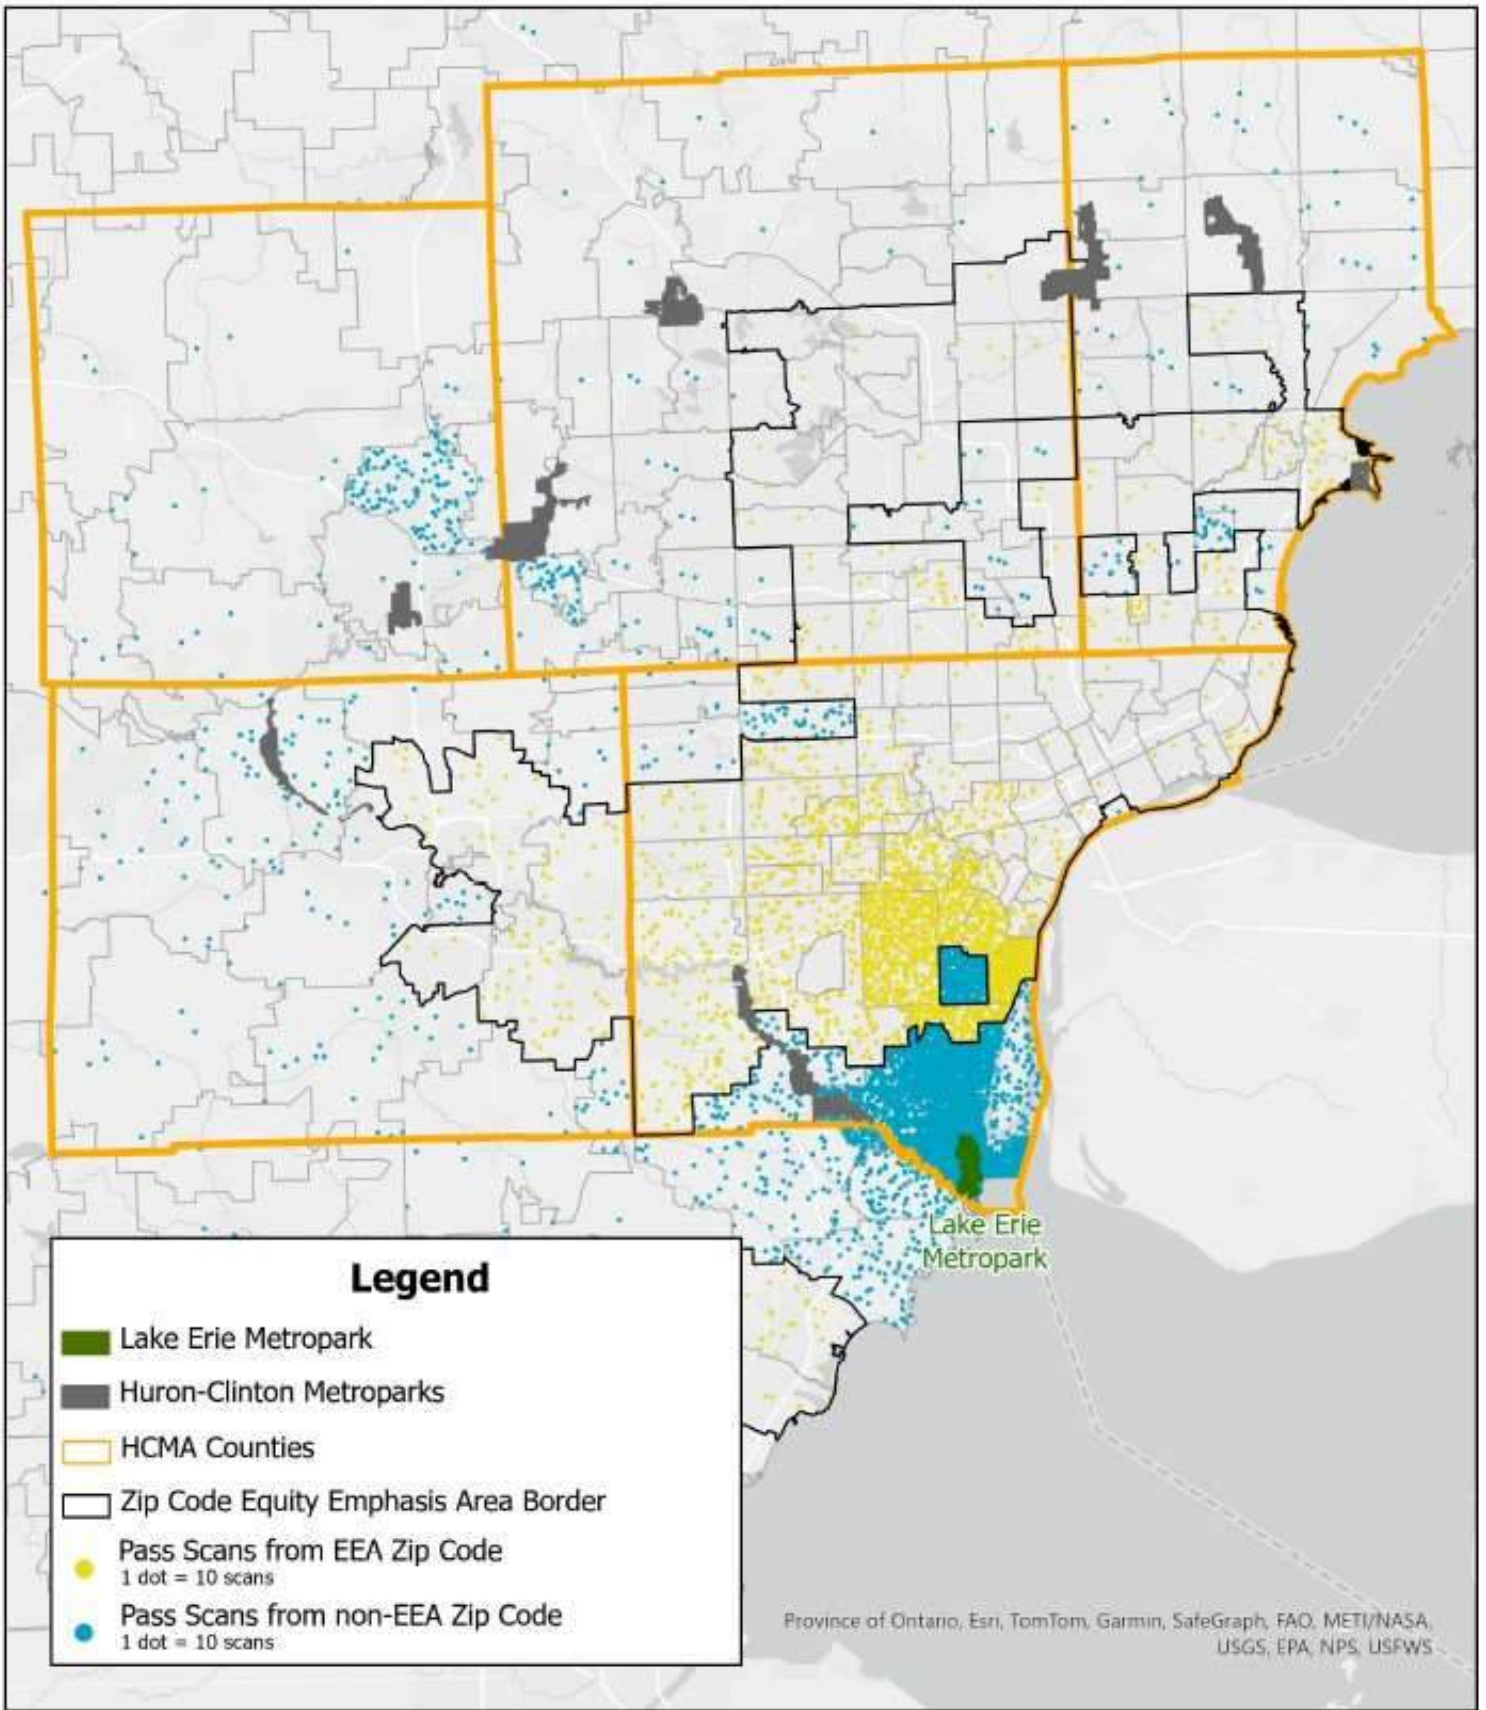 Lake Erie
Metropark
Legend
Lake Erie Metropark
Huron-Clinton Metroparks
HCMA Counties
Zip Code Equity Emphasis Area Border
Pass Scans from EEA Zip Code
1 dot = 10 scans
Pass Scans from non-EEA Zip Code
1 dot = 10 scans
Province of Ontario, Esri, TomTom, Garmin, SafeGraph, FAO, METI/NASA,
USGS, EPA, NPS, USFWS